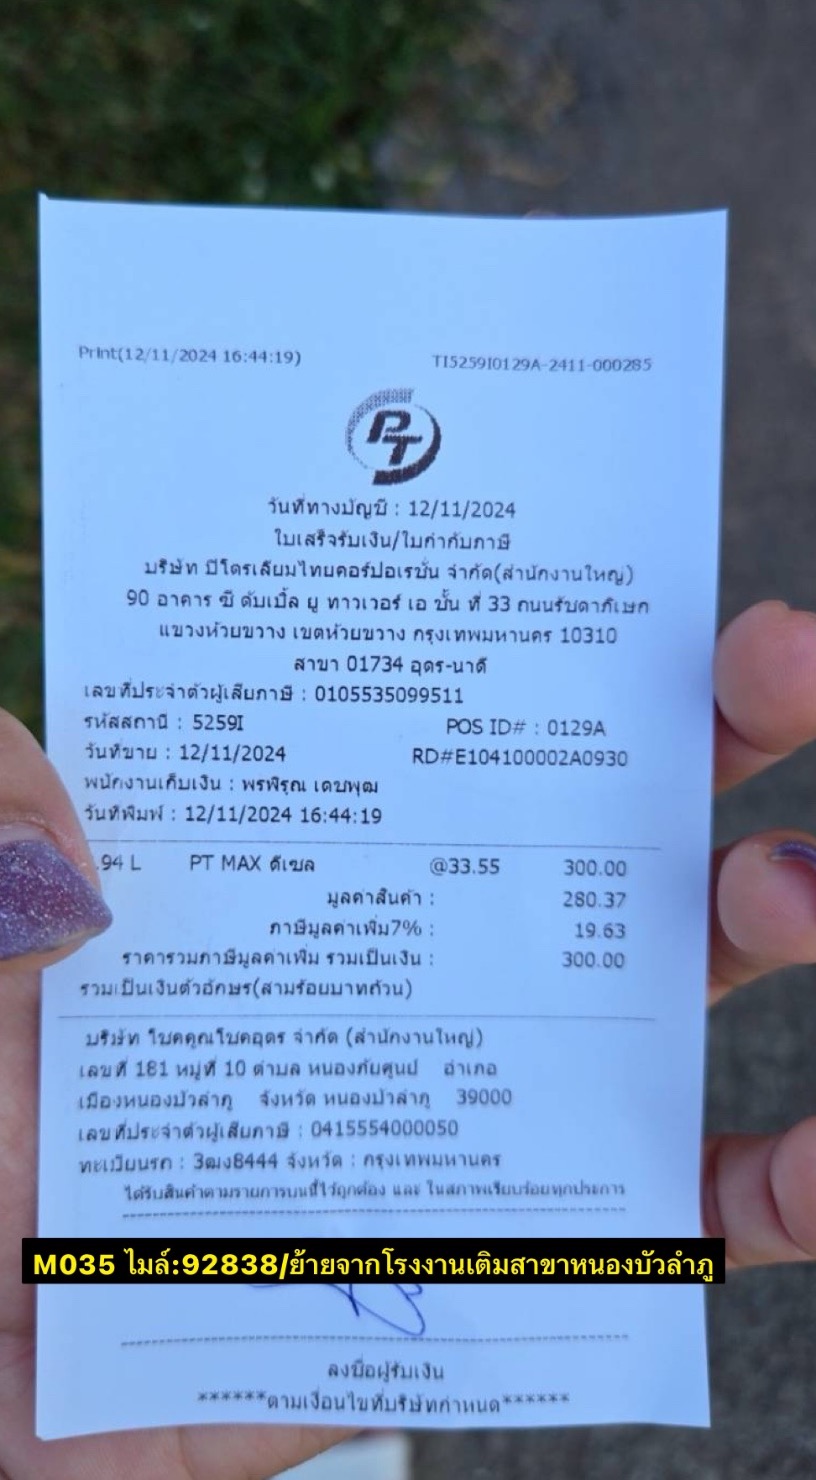 Print(12/11/2024 16:44:19) TI5259I0129A-2411-000285
PT
วันที่ทางบัญชี : 12/11/2024
ใบเสร็จรับเงิน/ใบกำกับภาษี
บริษัท ปิโตรเลียมไทยคอร์ปอเรชั่น จำกัด(สำนักงานใหญ่)
90 อาคาร ซี ดับเบิ้ล ยู ทาวเวอร์ เอ ชั้น ที่ 33 ถนนรัชดาภิเษก
แขวงห้วยขวาง เขตห้วยขวาง กรุงเทพมหานคร 10310
สาขา 01734 อุดร-นาดี
เลขที่ประจำตัวผู้เสียภาษี : 0105535099511
รหัสสถานี : 5259I POS ID# : 0129A
วันที่ขาย : 12/11/2024 RD#E104100002A0930
พนักงานเก็บเงิน : พรพิรุณ เดชพุฒ
วันที่พิมพ์ : 12/11/2024 16:44:19
.94 L PT MAX ดีเซล @33.55 300.00
มูลค่าสินค้า : 280.37
ภาษีมูลค่าเพิ่ม7% : 19.63
ราคารวมภาษีมูลค่าเพิ่ม รวมเป็นเงิน : 300.00
รวมเป็นเงินตัวอักษร(สามร้อยบาทถ้วน)
บริษัท โชคคูณโชคอุดร จำกัด (สำนักงานใหญ่)
เลขที่ 181 หมู่ที่ 10 ตำบล หนองภัยศูนย์ อำเภอ
เมืองหนองบัวลำภู จังหวัด หนองบัวลำภู 39000
เลขที่ประจำตัวผู้เสียภาษี : 0415554000050
ทะเบียนรถ : 3ฒง8444 จังหวัด : กรุงเทพมหานคร
ได้รับสินค้าตามรายการบนนี้ไว้ถูกต้อง และ ในสภาพเรียบร้อยทุกประการ
M035 ไมล์:92838/ย้ายจากโรงงานเติมสาขาหนองบัวลำภู
ลงชื่อผู้รับเงิน
******ตามเงื่อนไขที่บริษัทกำหนด******